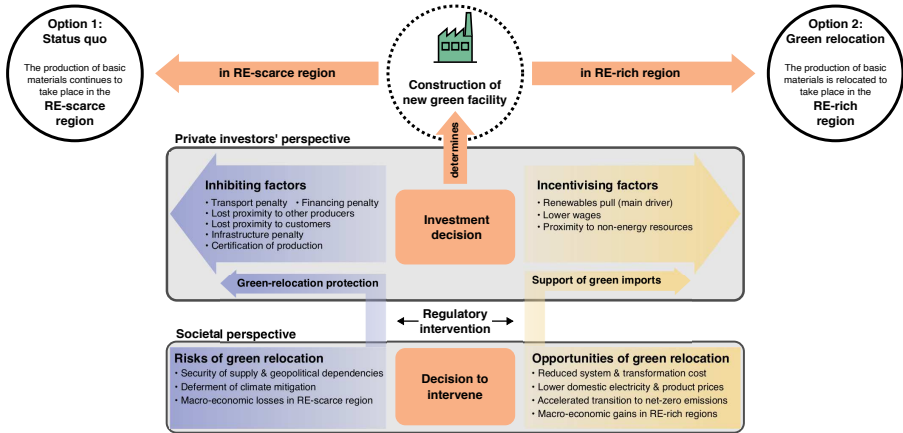 Option 1:
Status quo
The production of basic
materials continues to
take place in the
RE-scarce
region
in RE-scarce region
Construction of
new green facility
in RE-rich region
Option 2:
Green relocation
The production of basic
materials is relocated to
take place in the
RE-rich
region
determines
Private investors' perspective
Inhibiting factors
• Transport penalty • Financing penalty
• Lost proximity to other producers
• Lost proximity to customers
• Infrastructure penalty
• Certification of production
Investment
decision
Incentivising factors
• Renewables pull (main driver)
• Lower wages
• Proximity to non-energy resources
Green-relocation protection
Support of green imports
Regulatory
intervention
Societal perspective
Risks of green relocation
• Security of supply & geopolitical dependencies
• Deferment of climate mitigation
• Macro-economic losses in RE-scarce region
Decision to
intervene
Opportunities of green relocation
• Reduced system & transformation cost
• Lower domestic electricity & product prices
• Accelerated transition to net-zero emissions
• Macro-economic gains in RE-rich regions